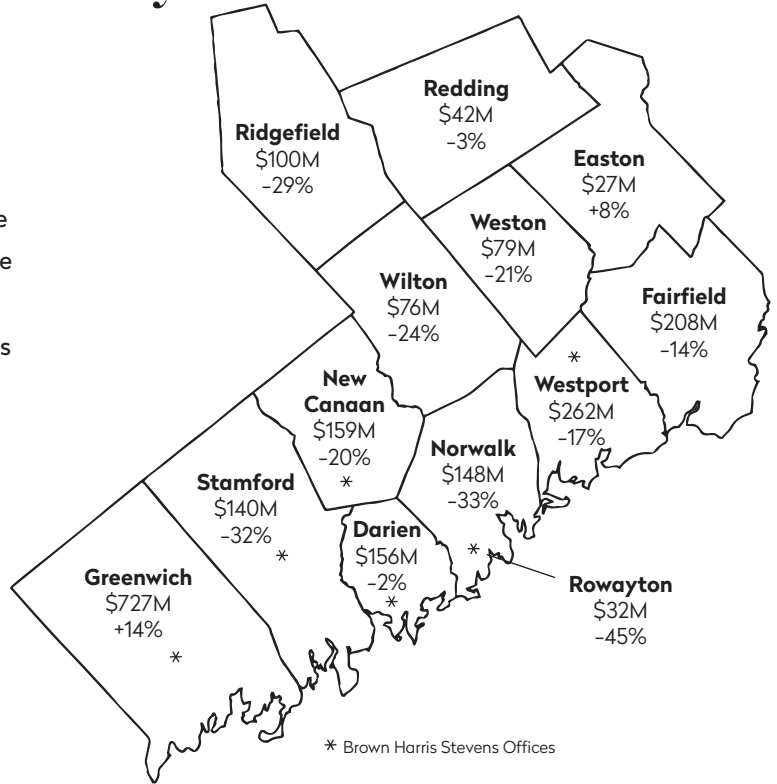 Ridgefield
$100M
-29%
Redding
$42M
-3%
Easton
$27M
+8%
Weston
$79M
-21%
Wilton
$76M
-24%
Fairfield
$208M
-14%
New
Canaan
$159M
-20%
*
*
Westport
$262M
-17%
Norwalk
$148M
-33%
*
Stamford
$140M
-32%
*
Darien
$156M
-2%
*
Greenwich
$727M
+14%
*
Rowayton
$32M
-45%
* Brown Harris Stevens Offices